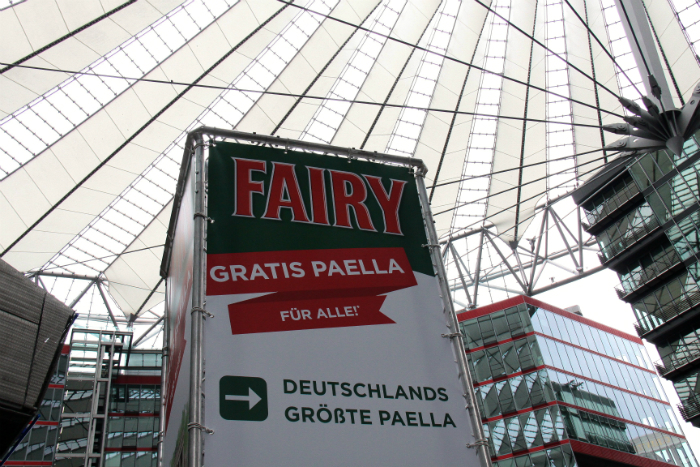 FAIRY
GRATIS PAELLA
FÜR ALLE!*
DEUTSCHLANDS
GRÖßTE PAELLA